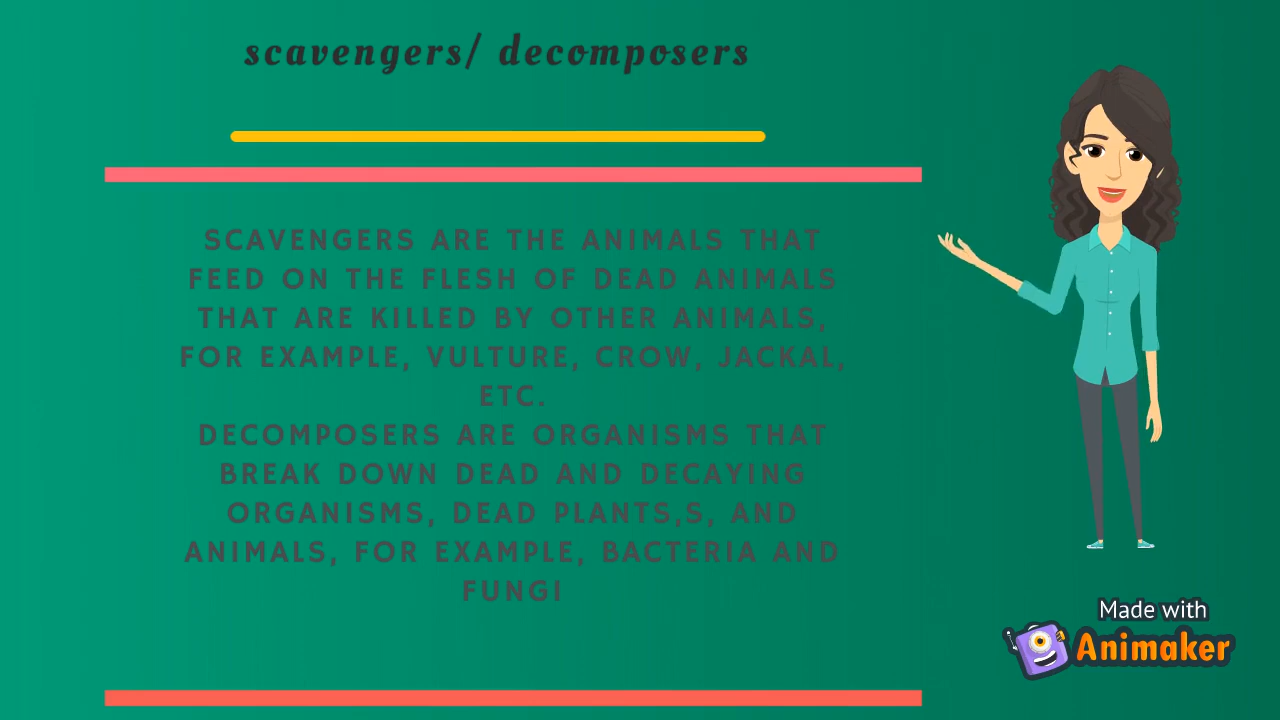 scavengers/ decomposers
SCAVENGERS ARE THE ANIMALS THAT
FEED ON THE FLESH OF DEAD ANIMALS
THAT ARE KILLED BY OTHER ANIMALS,
FOR EXAMPLE, VULTURE, CROW, JACKAL,
ETC.
DECOMPOSERS ARE ORGANISMS THAT
BREAK DOWN DEAD AND DECAYING
ORGANISMS, DEAD PLANTS,S, AND
ANIMALS, FOR EXAMPLE, BACTERIA AND
FUNGI
Made with
Animaker